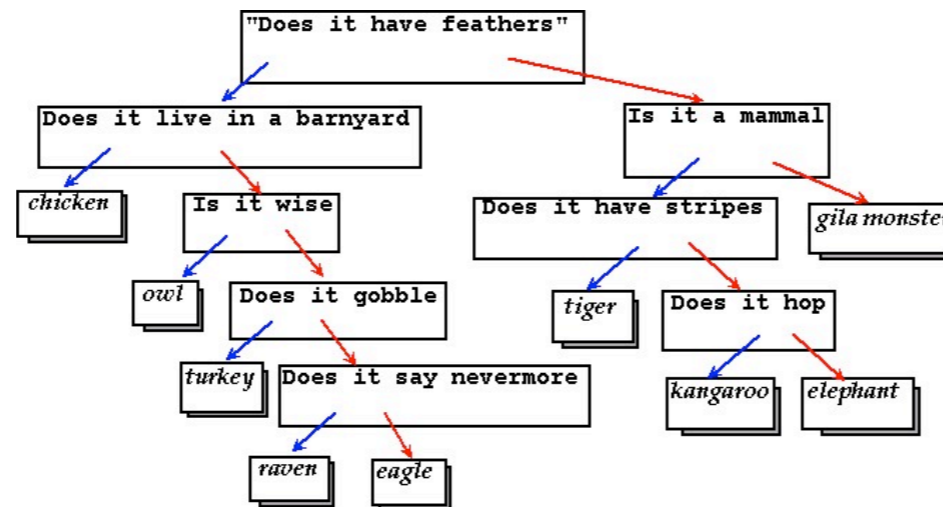 "Does it have feathers"
Does it live in a barnyard
Is it a mammal
chicken
Is it wise
Does it have stripes
gila monste
owl
Does it gobble
tiger
Does it hop
turkey
Does it say nevermore
kangaroo
elephant
raven
eagle